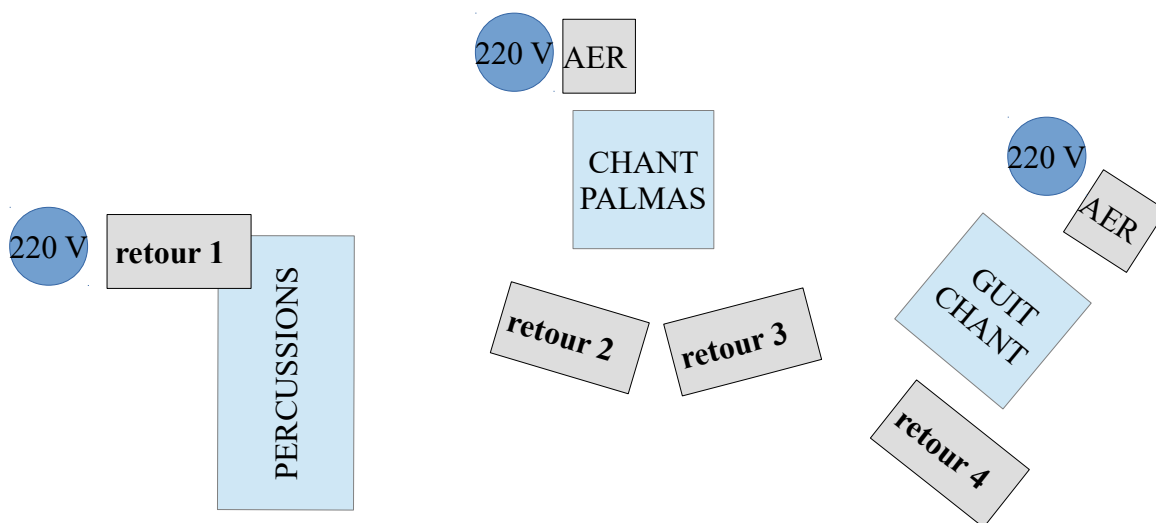 220 V
AER
CHANT
PALMAS
220 V
AER
220 V
retour 1
PERCUSSIONS
GUIT
CHANT
retour 2
retour 3
retour 4